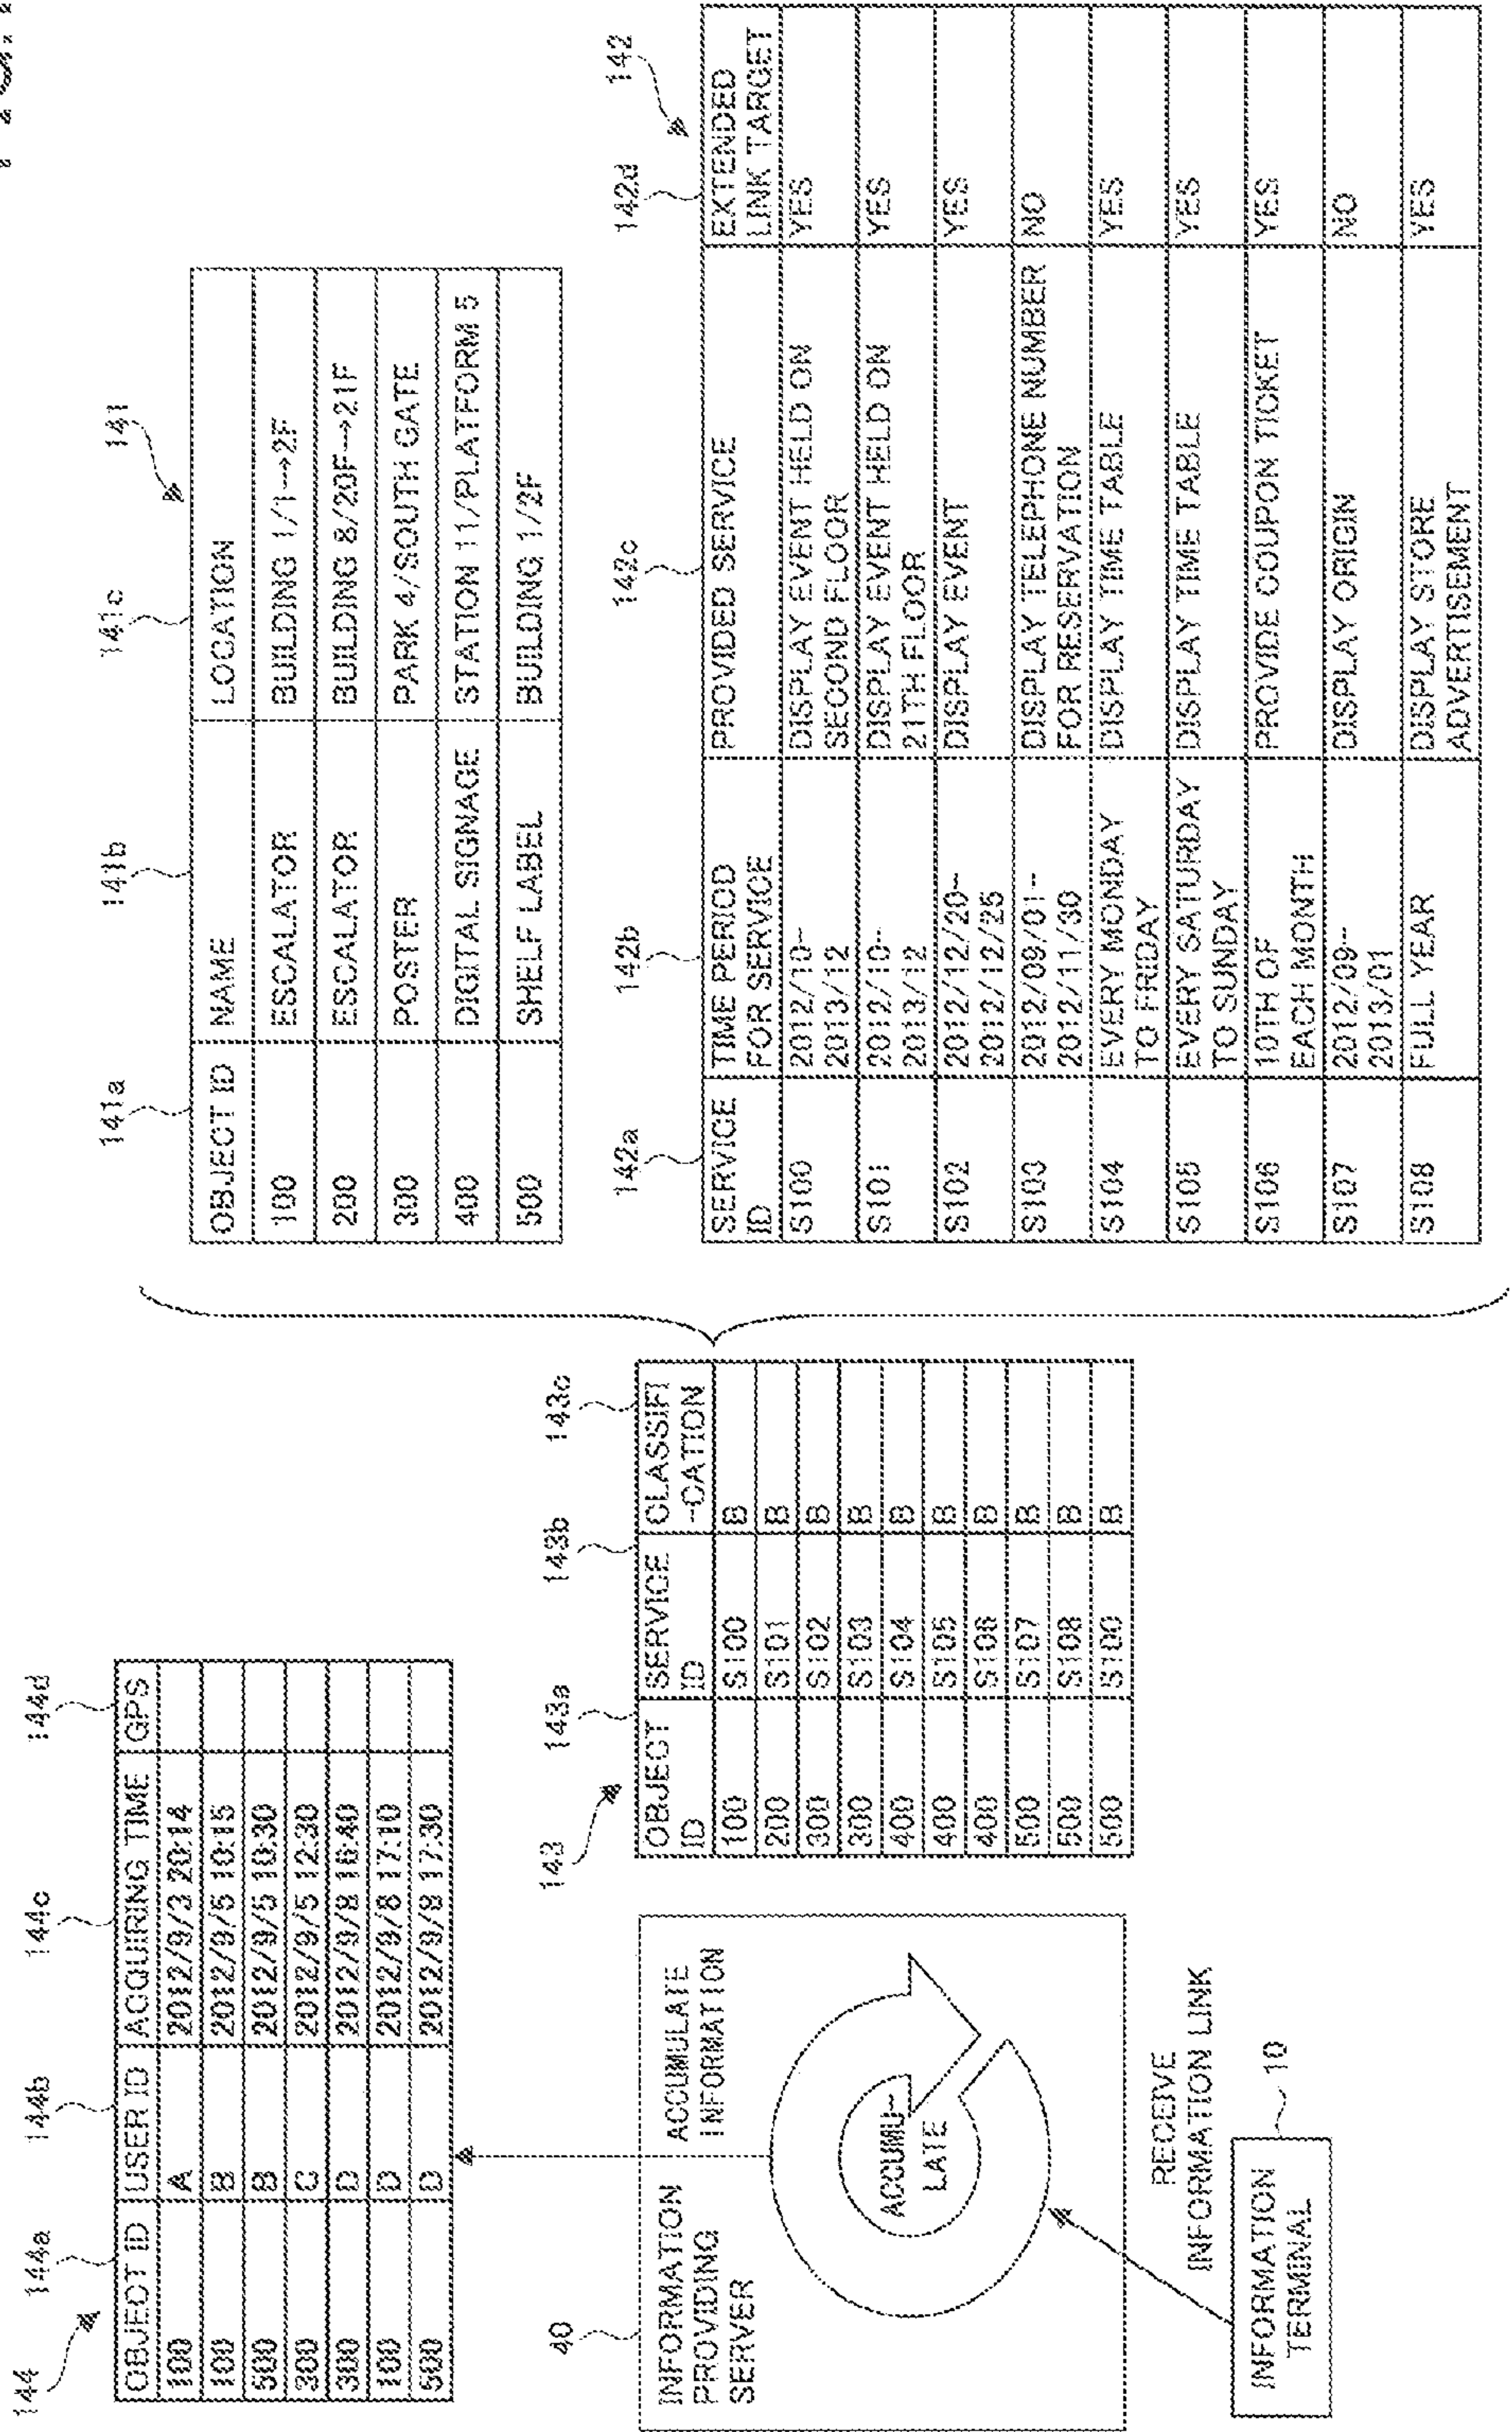 144
144a 144b 144c 144d
OBJECT ID USER ID ACQUIRING TIME GPS
100 A 2012/9/3 20:14
100 B 2012/9/5 10:15
500 B 2012/9/5 10:30
300 C 2012/9/5 12:30
300 D 2012/9/8 16:40
100 D 2012/9/8 17:10
500 D 2012/9/8 17:30
40
INFORMATION
PROVIDING
SERVER
ACCUMULATE
INFORMATION
ACCUMU-
LATE
RECEIVE
INFORMATION LINK
10
INFORMATION
TERMINAL
143
143a 143b 143c
OBJECT ID SERVICE ID CLASSIFI
-CATION
100 S100 B
200 S101 B
300 S102 B
300 S103 B
400 S104 B
400 S105 B
400 S106 B
500 S107 B
500 S108 B
500 S100 B
141a 141b 141c 141
OBJECT ID NAME LOCATION
100 ESCALATOR BUILDING 1/1→2F
200 ESCALATOR BUILDING 8/20F→21F
300 POSTER PARK 4/SOUTH GATE
400 DIGITAL SIGNAGE STATION 11/PLATFORM 5
500 SHELF LABEL BUILDING 1/2F
142a 142b 142c 142d 142
SERVICE TIME PERIOD PROVIDED SERVICE EXTENDED
ID FOR SERVICE LINK TARGET
S100 2012/10- DISPLAY EVENT HELD ON YES
2013/12 SECOND FLOOR
S101 2012/10- DISPLAY EVENT HELD ON YES
2013/12 21TH FLOOR
S102 2012/12/20- DISPLAY EVENT YES
2012/12/25
S103 2012/09/01- DISPLAY TELEPHONE NUMBER NO
2012/11/30 FOR RESERVATION
S104 EVERY MONDAY DISPLAY TIME TABLE YES
TO FRIDAY
S105 EVERY SATURDAY DISPLAY TIME TABLE YES
TO SUNDAY
S106 10TH OF PROVIDE COUPON TICKET YES
EACH MONTH
S107 2012/09- DISPLAY ORIGIN NO
2013/01
S108 FULL YEAR DISPLAY STORE YES
ADVERTISEMENT